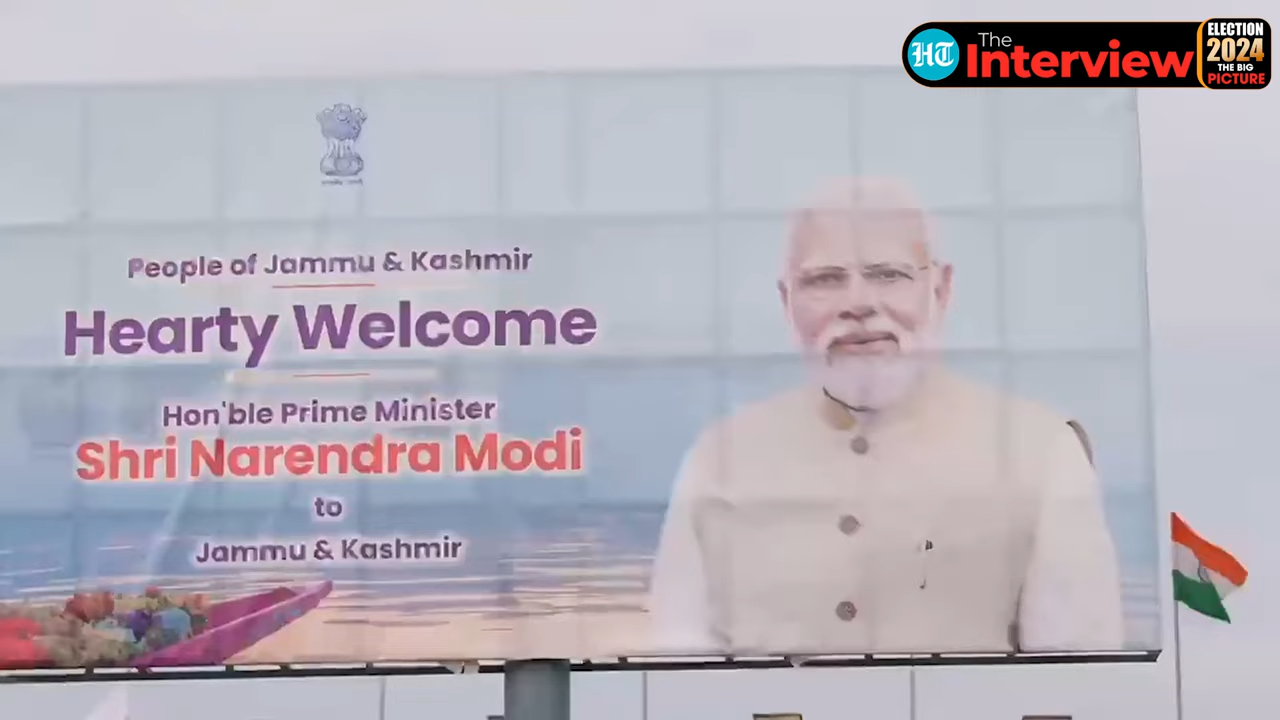 People of Jammu & Kashmir
Hearty Welcome
Hon'ble Prime Minister
Shri Narendra Modi
to
Jammu & Kashmir
HT
The
Interview
ELECTION
2024
THE BIG
PICTURE